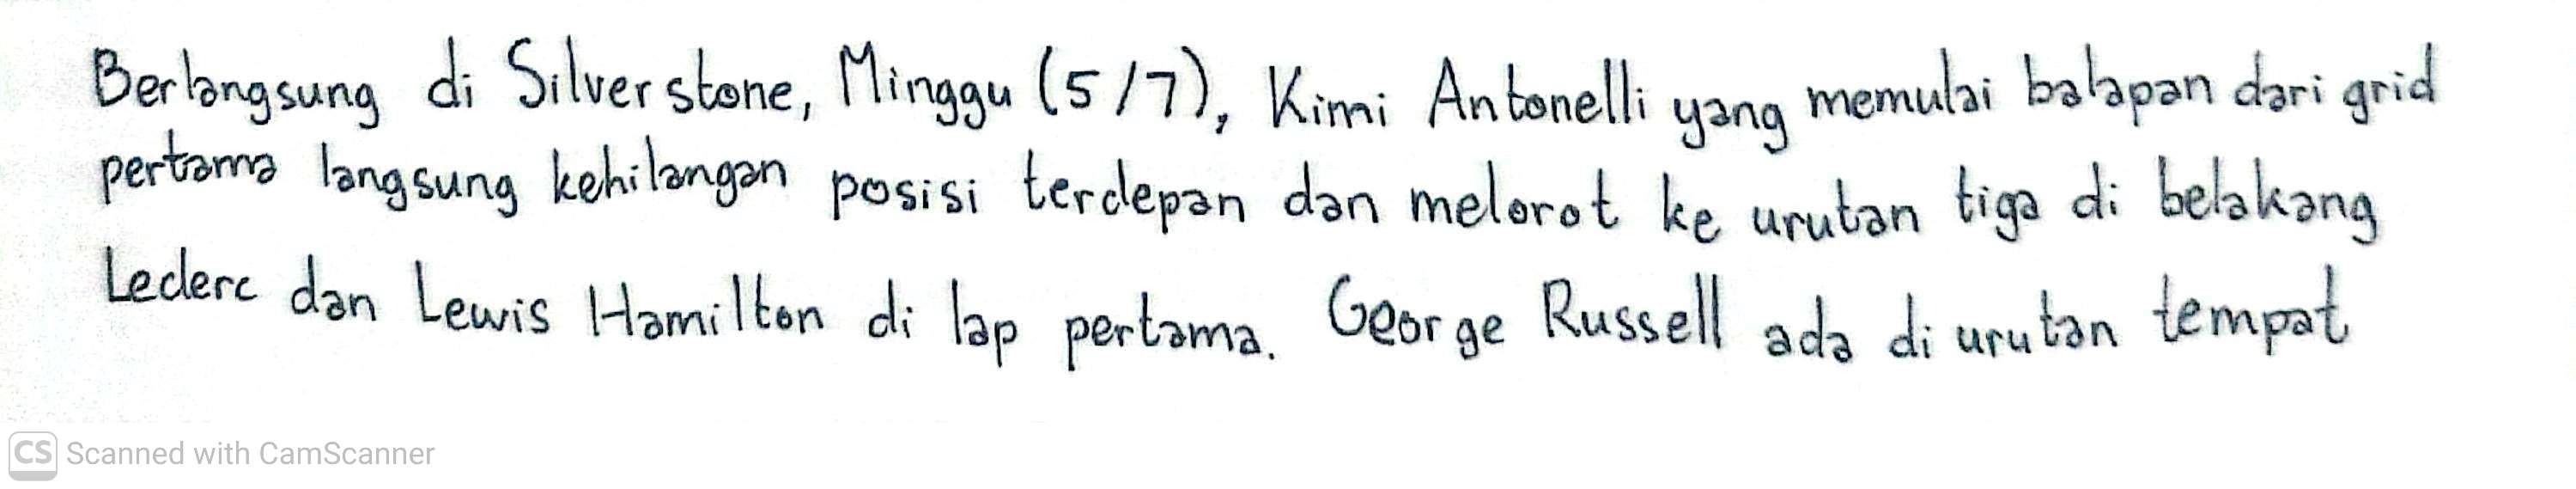 Berlangsung di Silverstone, Minggu (5/7), Kimi Antonelli yang memulai balapan dari grid
pertama langsung kehilangan posisi terdepan dan melorot ke urutan tiga di belakang
Leclerc dan Lewis Hamilton di lap pertama. George Russell ada di urutan tempat
CS Scanned with CamScanner